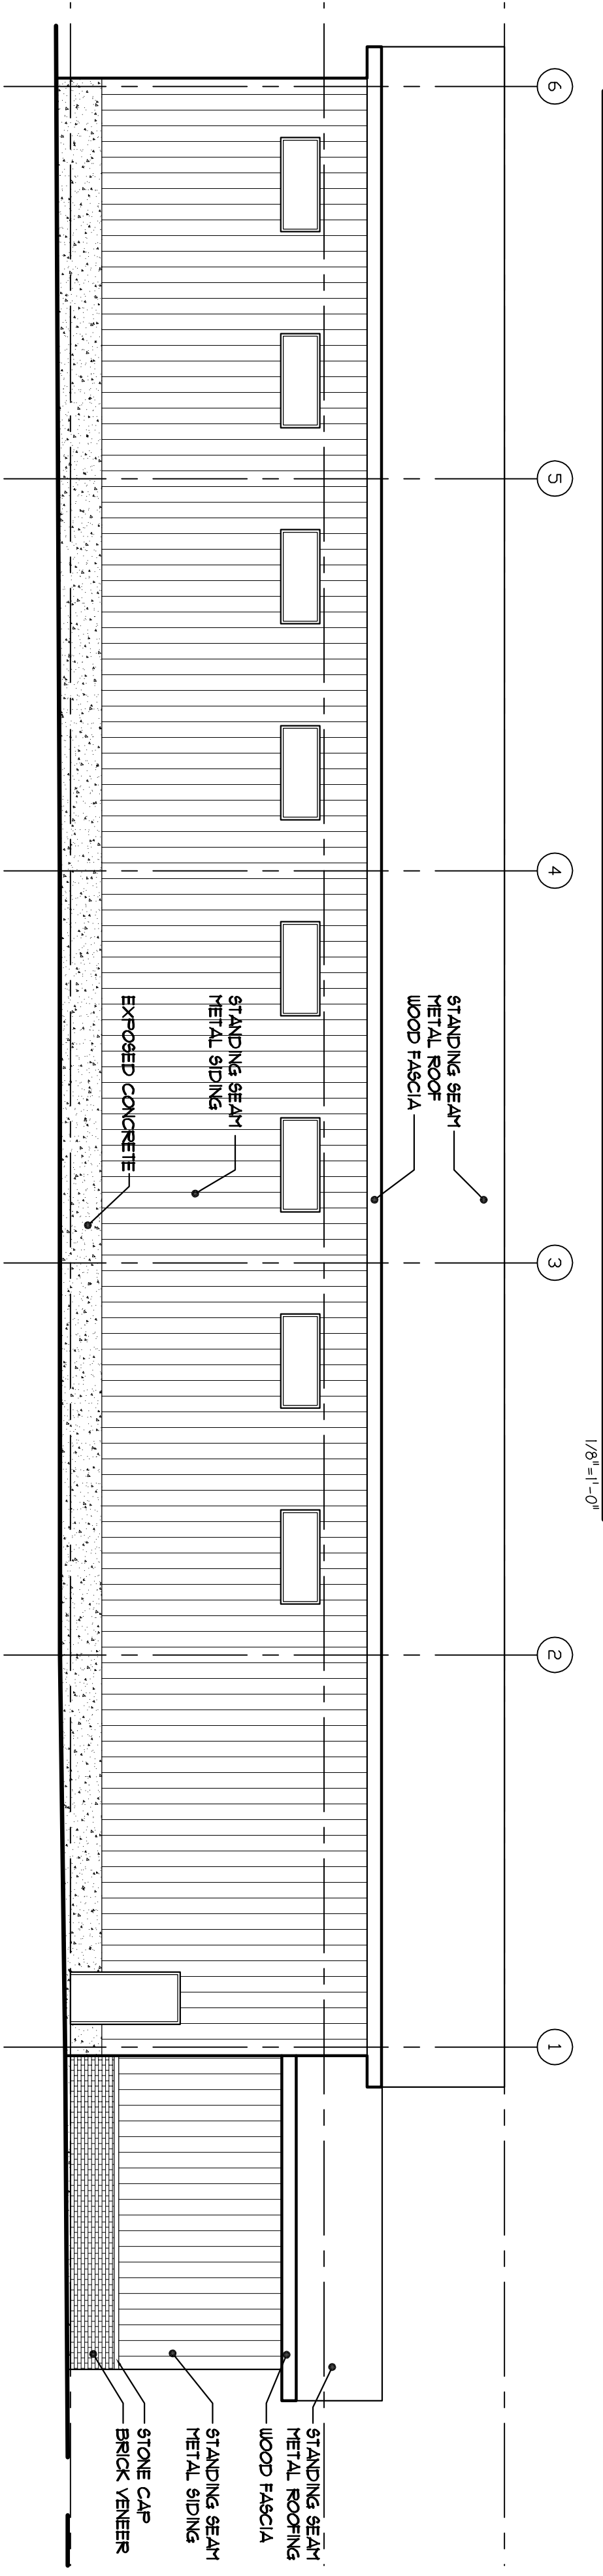 1/8"=1'-0"
6
5
4
3
2
1
STANDING SEAM
METAL ROOF
WOOD FASCIA
STANDING SEAM
METAL SIDING
EXPOSED CONCRETE
STANDING SEAM
METAL ROOFING
WOOD FASCIA
STANDING SEAM
METAL SIDING
STONE CAP
BRICK VENEER